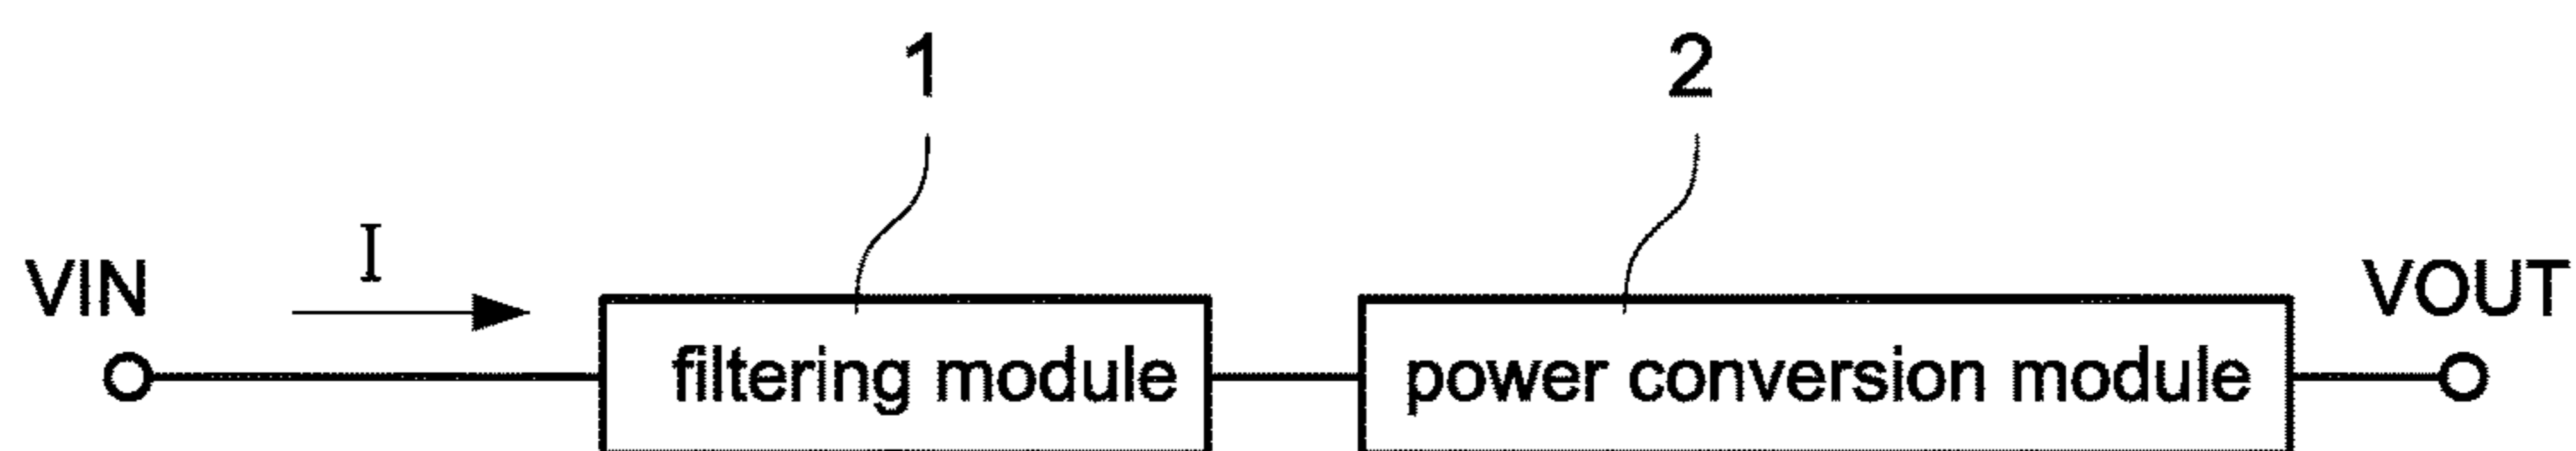 1
2
I
VIN
VOUT
filtering module
power conversion module